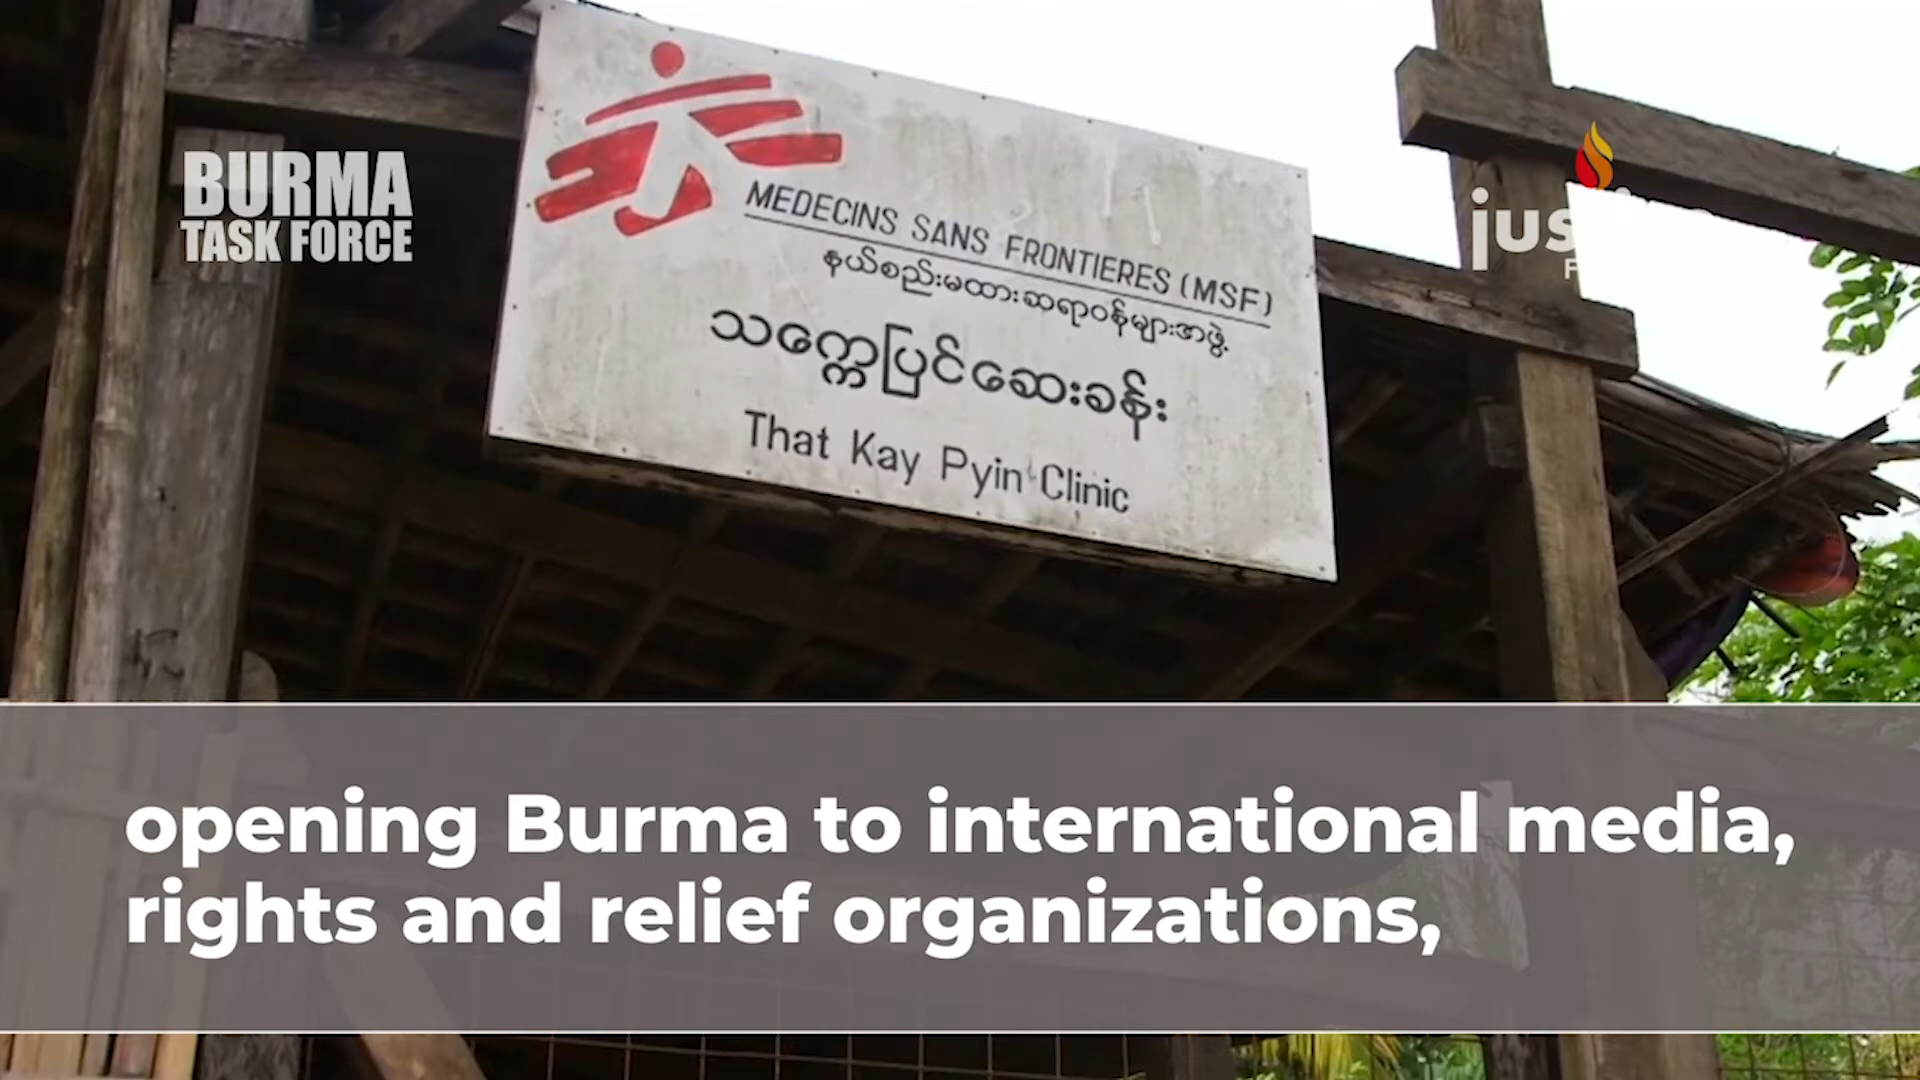 BURMA
TASK FORCE
MEDECINS SANS FRONTIERES (MSF)
နယ်စည်းမထားဆရာဝန်များအဖွဲ့
သက္ကေပြင်ဆေးခန်း
That Kay Pyin Clinic
opening Burma to international media,
rights and relief organizations,